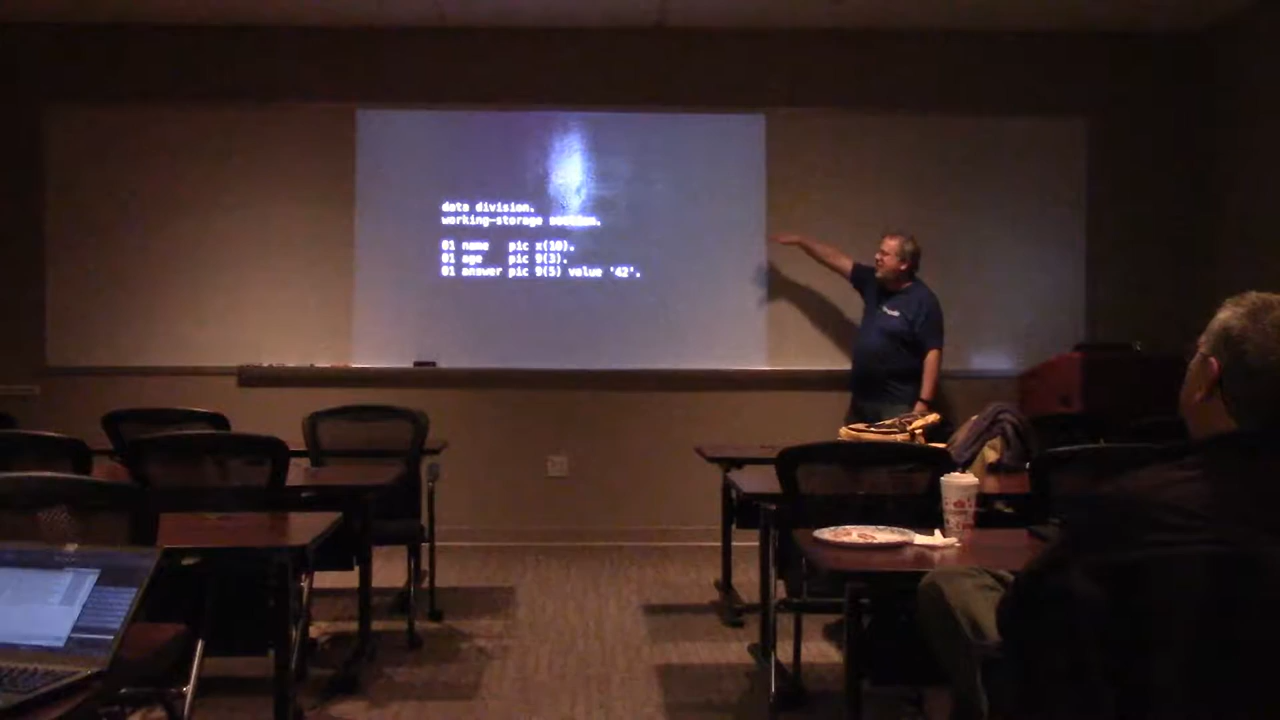 data division.
working-storage section.
01 name pic x(10).
01 age pic 9(3).
01 answer pic 9(5) value '42'.